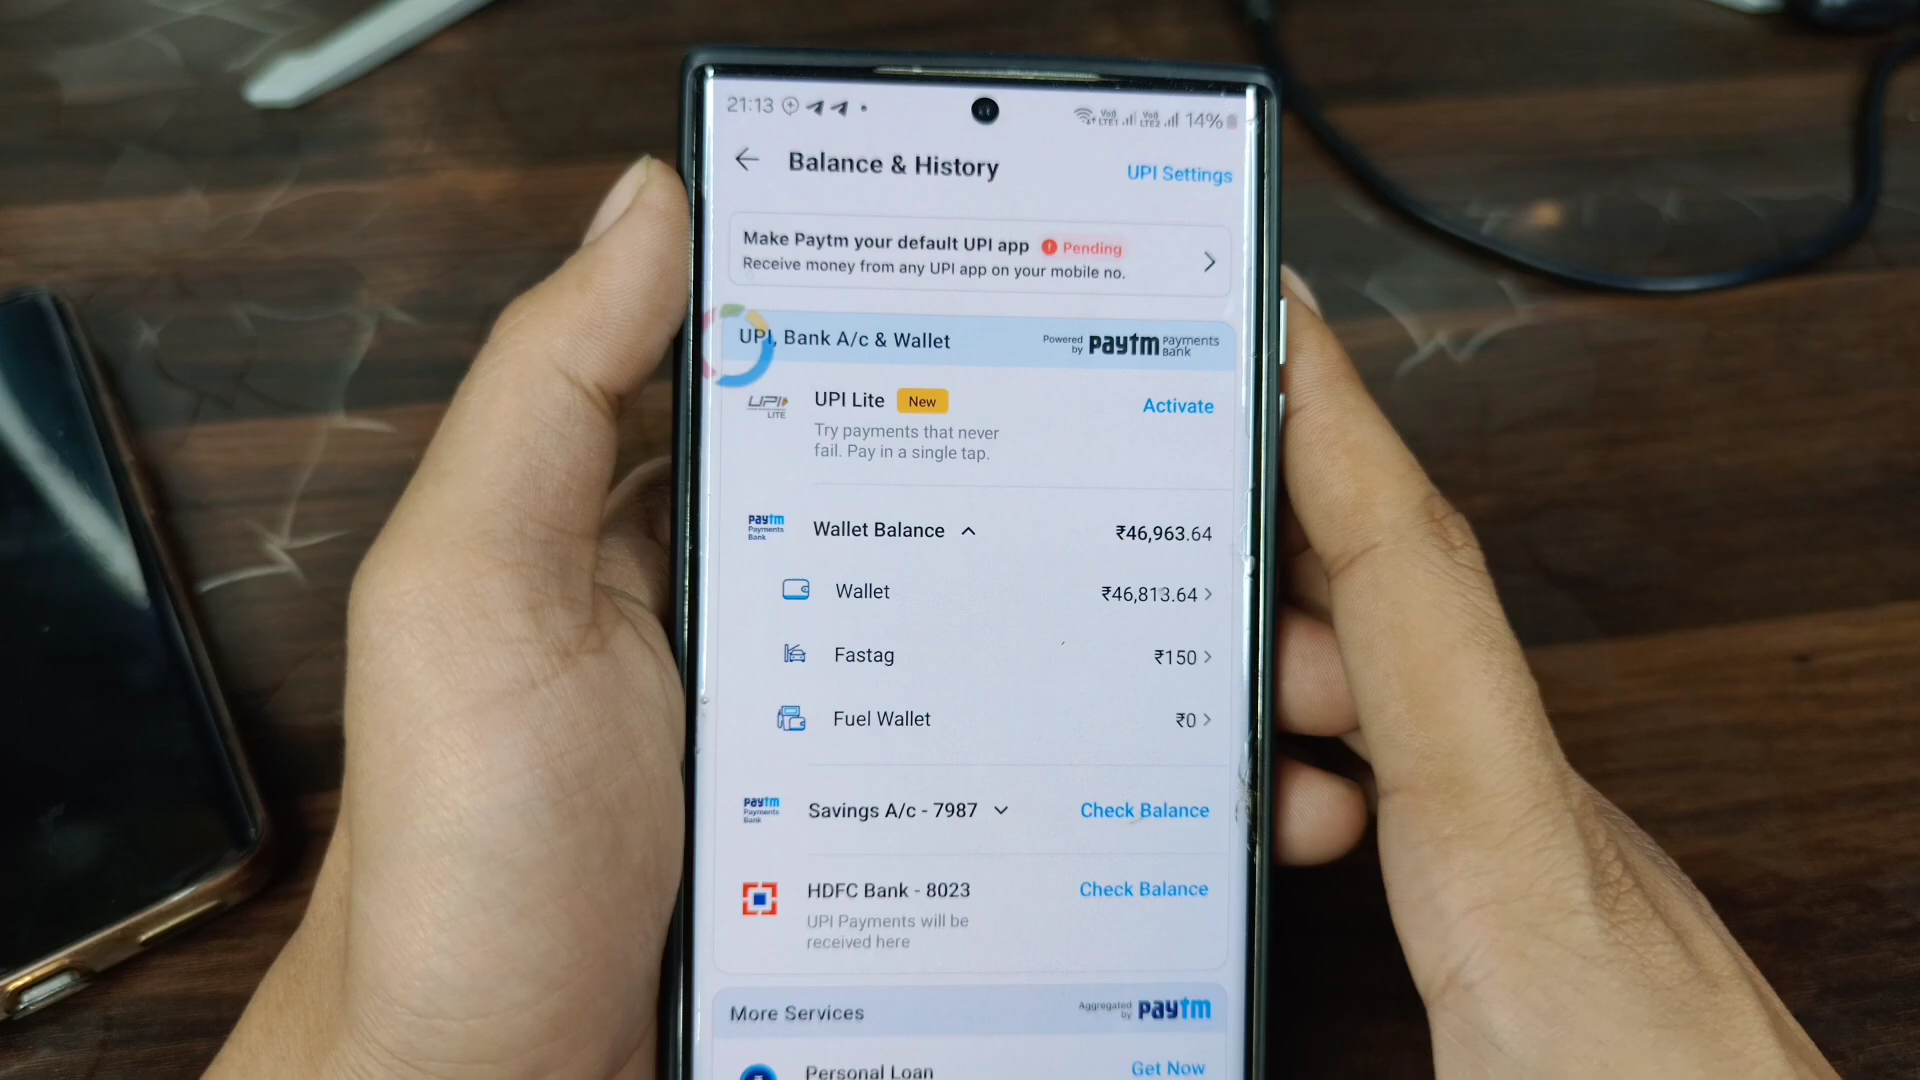 21:13
VoJ LTE1 VoJ LTE2 14%
Balance & History
UPI Settings
Make Paytm your default UPI app ! Pending
Receive money from any UPI app on your mobile no.
UPI, Bank A/c & Wallet
Powered by paytm Payments Bank
UPI LITE
UPI Lite New
Activate
Try payments that never
fail. Pay in a single tap.
paytm Payments Bank
Wallet Balance ₹46,963.64
Wallet ₹46,813.64
Fastag ₹150
Fuel Wallet ₹0
paytm Payments Bank
Savings A/c - 7987 Check Balance
HDFC Bank - 8023 Check Balance
UPI Payments will be
received here
More Services
Aggregated by paytm
Personal Loan Get Now